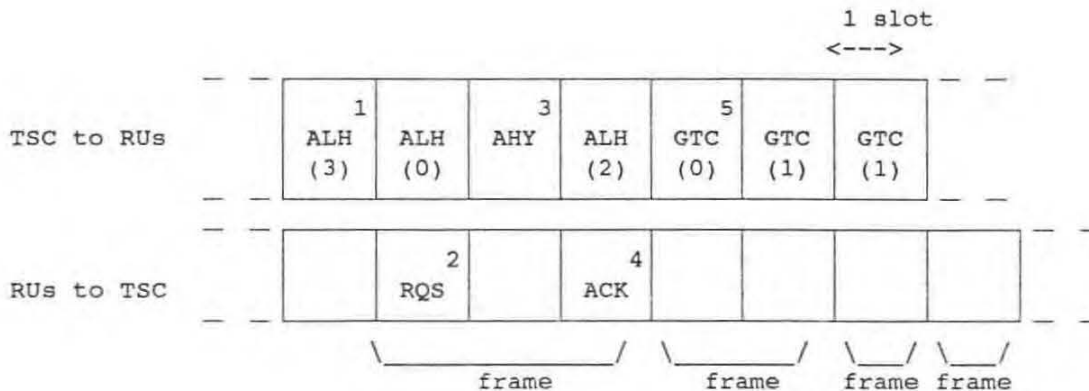 1 slot
<--->
1 3 5
TSC to RUs ALH ALH AHY ALH GTC GTC GTC
(3) (0) (2) (0) (1) (1)
2 4
RUs to TSC RQS ACK
frame frame frame frame